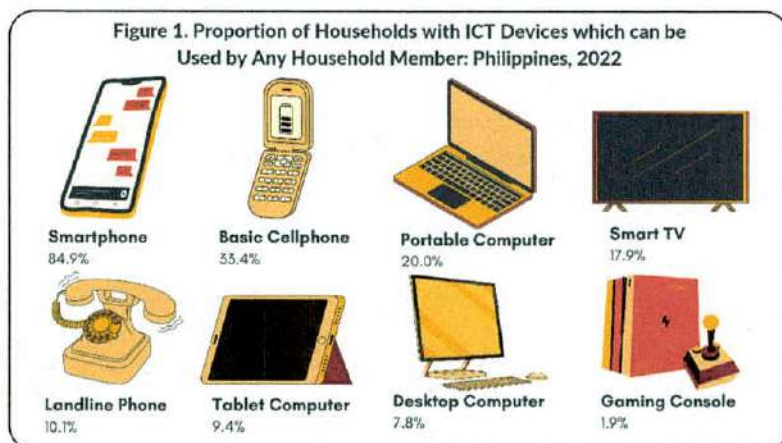 Figure 1. Proportion of Households with ICT Devices which can be
Used by Any Household Member: Philippines, 2022
Smartphone
84.9%
Basic Cellphone
33.4%
Portable Computer
20.0%
Smart TV
17.9%
Landline Phone
10.1%
Tablet Computer
9.4%
Desktop Computer
7.8%
Gaming Console
1.9%